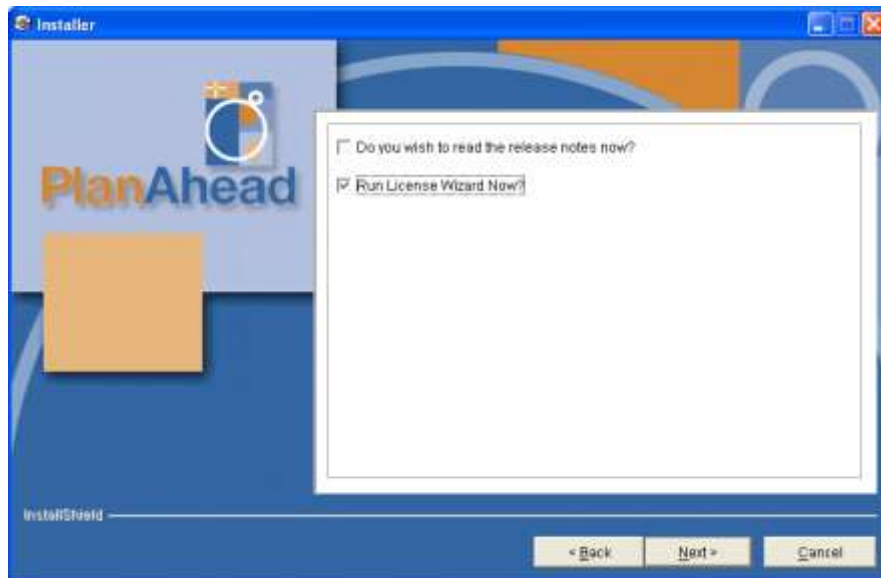 Installer
PlanAhead
Do you wish to read the release notes now?
Run License Wizard Now?
InstallShield
< Back
Next >
Cancel